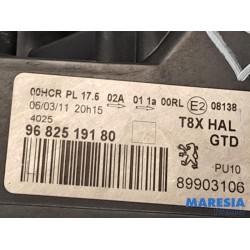 00HCR PL 17.5 02A 01 1a 00RL E2 08138
06/03/11 20h15
4025
T8X HAL
GTD
96 825 191 80
PU10
89903106
MARESIA